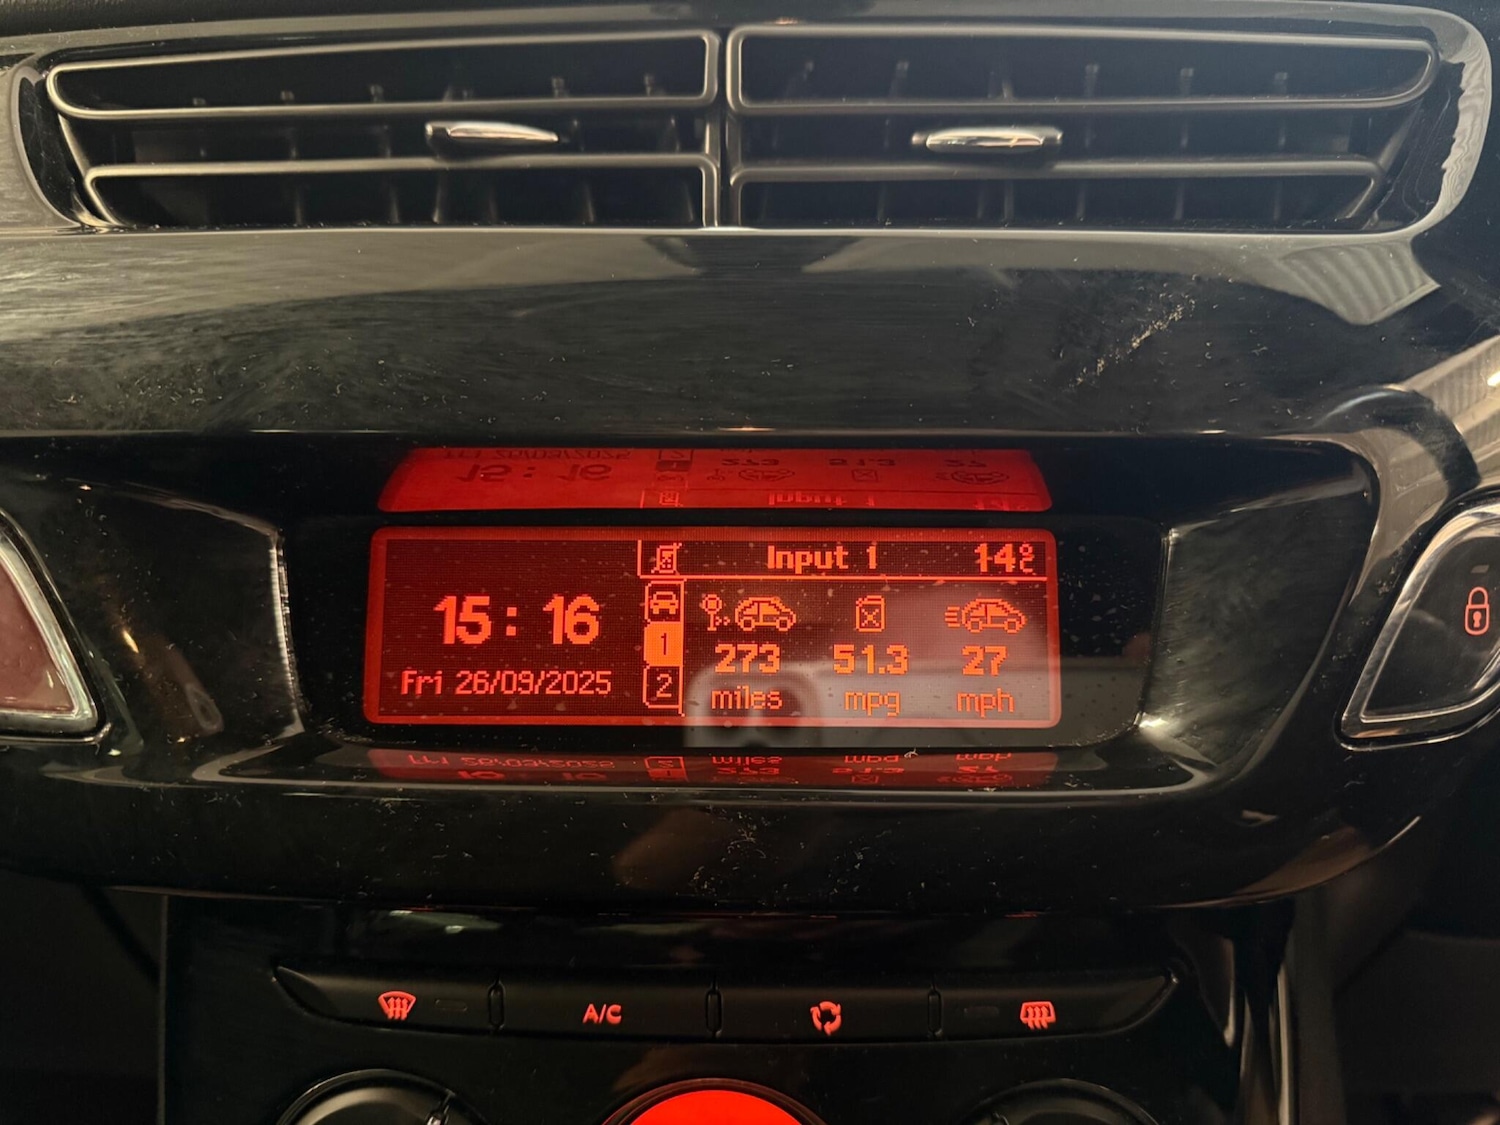 Input 1 14°C
15:16
1
273 51.3 27
Fri 26/09/2025
2
miles mpg mph
A/C